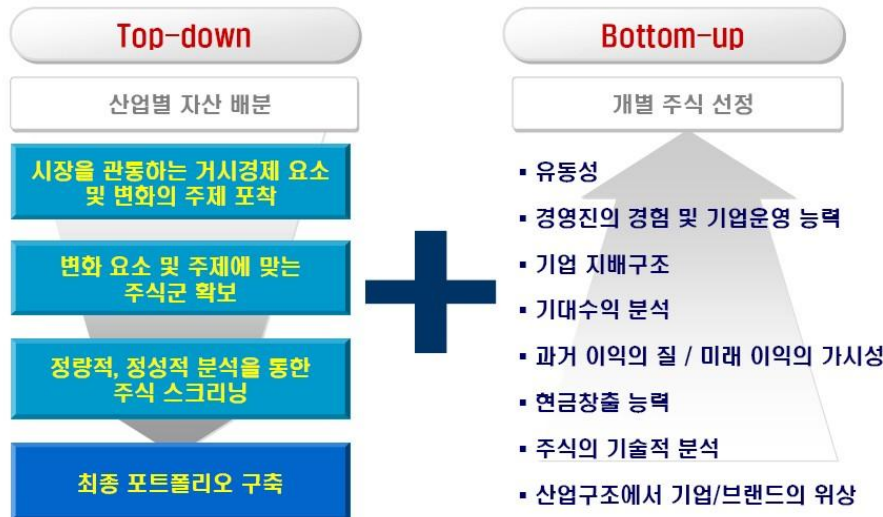 Top-down
산업별 자산 배분
시장을 관통하는 거시경제 요소
및 변화의 주제 포착
변화 요소 및 주제에 맞는
주식군 확보
정량적, 정성적 분석을 통한
주식 스크리닝
최종 포트폴리오 구축
Bottom-up
개별 주식 선정
▪ 유동성
▪ 경영진의 경험 및 기업운영 능력
▪ 기업 지배구조
▪ 기대수익 분석
▪ 과거 이익의 질 / 미래 이익의 가시성
▪ 현금창출 능력
▪ 주식의 기술적 분석
▪ 산업구조에서 기업/브랜드의 위상